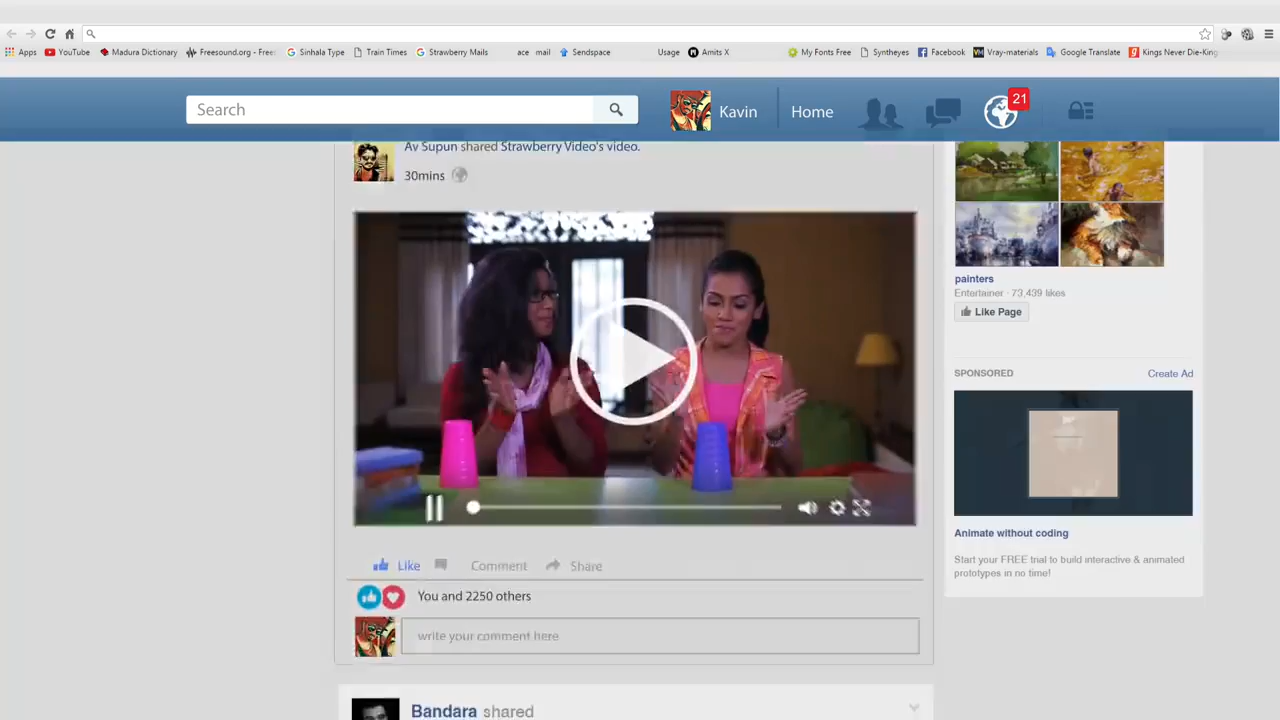 Apps YouTube Madura Dictionary Freesound.org - Free Sinhala Type Train Times Strawberry Mails ace mail Sendspace Usage Amits X My Fonts Free Syntheyes Facebook Vray-materials Google Translate Kings Never Die-King
Search Kavin Home 21
Av Supun shared Strawberry Video's video.
30mins
painters
Entertainer · 73,439 likes
Like Page
SPONSORED Create Ad
Animate without coding
Start your FREE trial to build interactive & animated
prototypes in no time!
Like Comment Share
You and 2250 others
write your comment here
Bandara shared